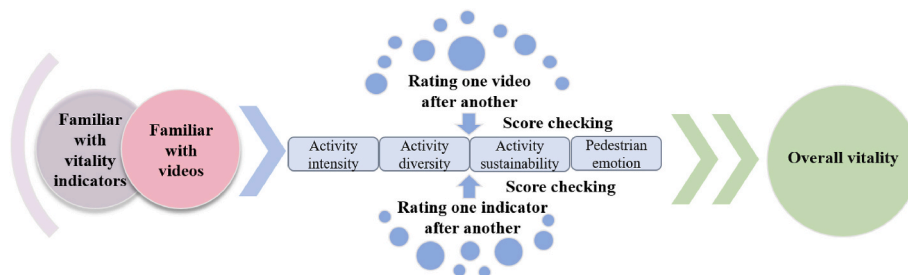 Familiar
with
vitality
indicators
Familiar
with
videos
Rating one video
after another
Score checking
Activity
intensity
Activity
diversity
Activity
sustainability
Pedestrian
emotion
Score checking
Rating one indicator
after another
Overall vitality